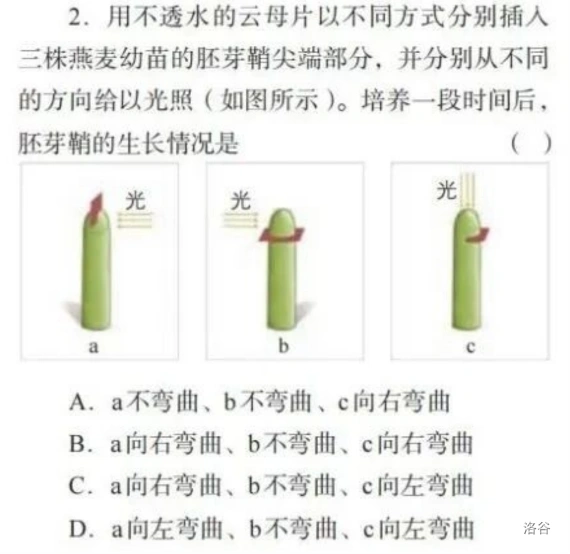 2. 用不透水的云母片以不同方式分别插入
三株燕麦幼苗的胚芽鞘尖端部分，并分别从不同
的方向给以光照（如图所示）。培养一段时间后，
胚芽鞘的生长情况是 （ ）
光 光 光
a b c
A. a不弯曲、b不弯曲、c向右弯曲
B. a向右弯曲、b不弯曲、c向右弯曲
C. a向右弯曲、b不弯曲、c向左弯曲
D. a向左弯曲、b不弯曲、c向左弯曲
洛谷